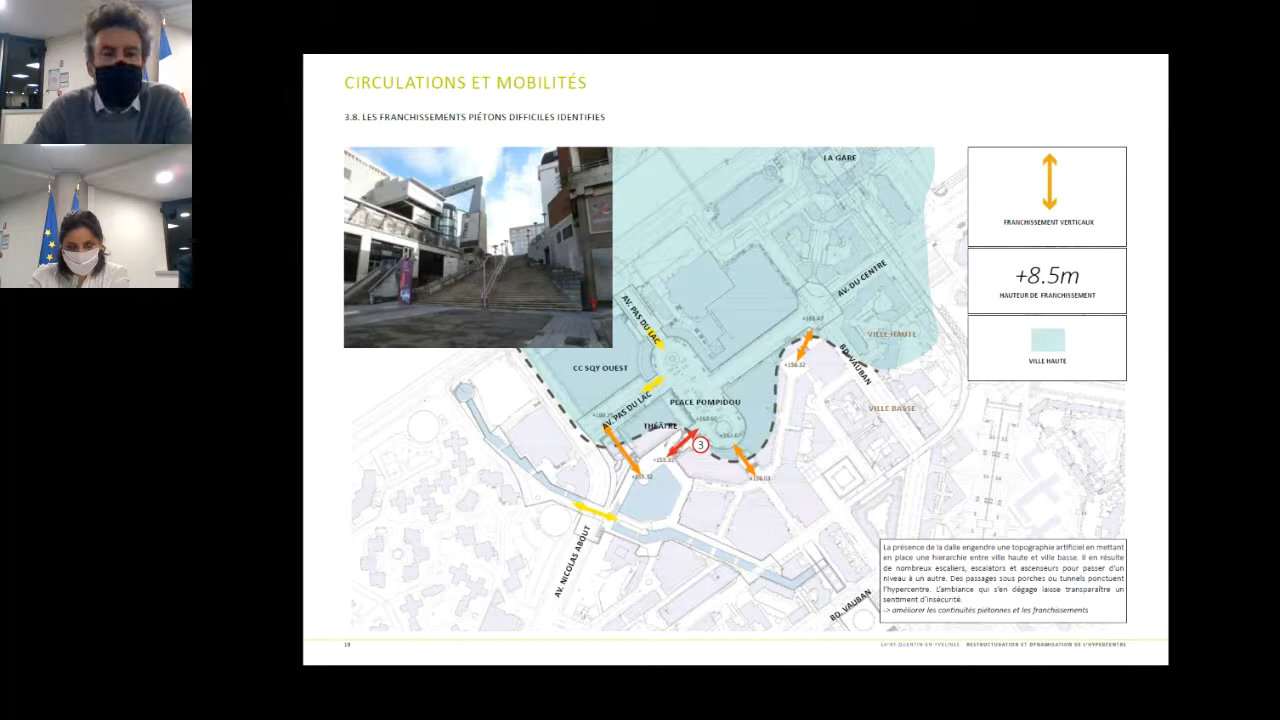 CIRCULATIONS ET MOBILITÉS
3.8. LES FRANCHISSEMENTS PIÉTONS DIFFICILES IDENTIFIES
LA GARE
AV. DU CENTRE
AV. PAS DU LAC
VILLE HAUTE
BD. VAUBAN
CC SQY OUEST
PLACE POMPIDOU
VILLE BASSE
AV. PAS DU LAC
THÉÂTRE
3
+158.32
+156.03
AV. NICOLAS ABOUT
BD. VAUBAN
FRANCHISSEMENT VERTICAUX
+8.5m
HAUTEUR DE FRANCHISSEMENT
VILLE HAUTE
La présence de la dalle engendre une topographie artificiel en mettant
en place une hierarchie entre ville haute et ville basse. Il en résulte
de nombreux escaliers, escalators et ascenseurs pour passer d'un
niveau à un autre. Des passages sous porches ou tunnels ponctuent
l'hypercentre. L'ambiance qui s'en dégage laisse transparaître un
sentiment d'insécurité.
-> améliorer les continuités piétonnes et les franchissements
19
SAINT-QUENTIN-EN-YVELINES RESTRUCTURATION ET DYNAMISATION DE L'HYPERCENTRE